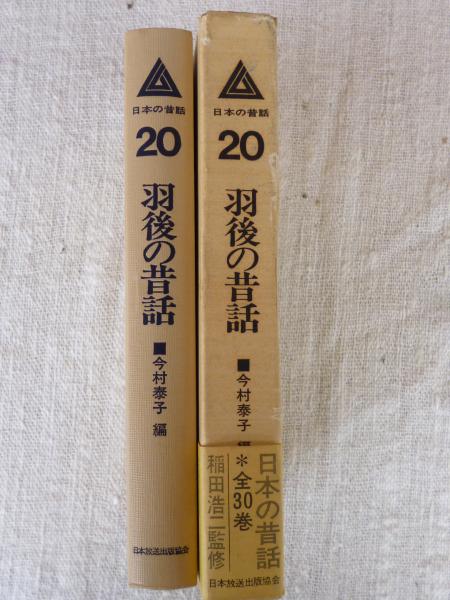 日本の昔話
20
羽後の昔話
■今村泰子 編
日本放送出版協会
日本の昔話
20
羽後の昔話
■今村泰子 編
日本の昔話
*全30巻
稲田浩二監修
日本放送出版協会